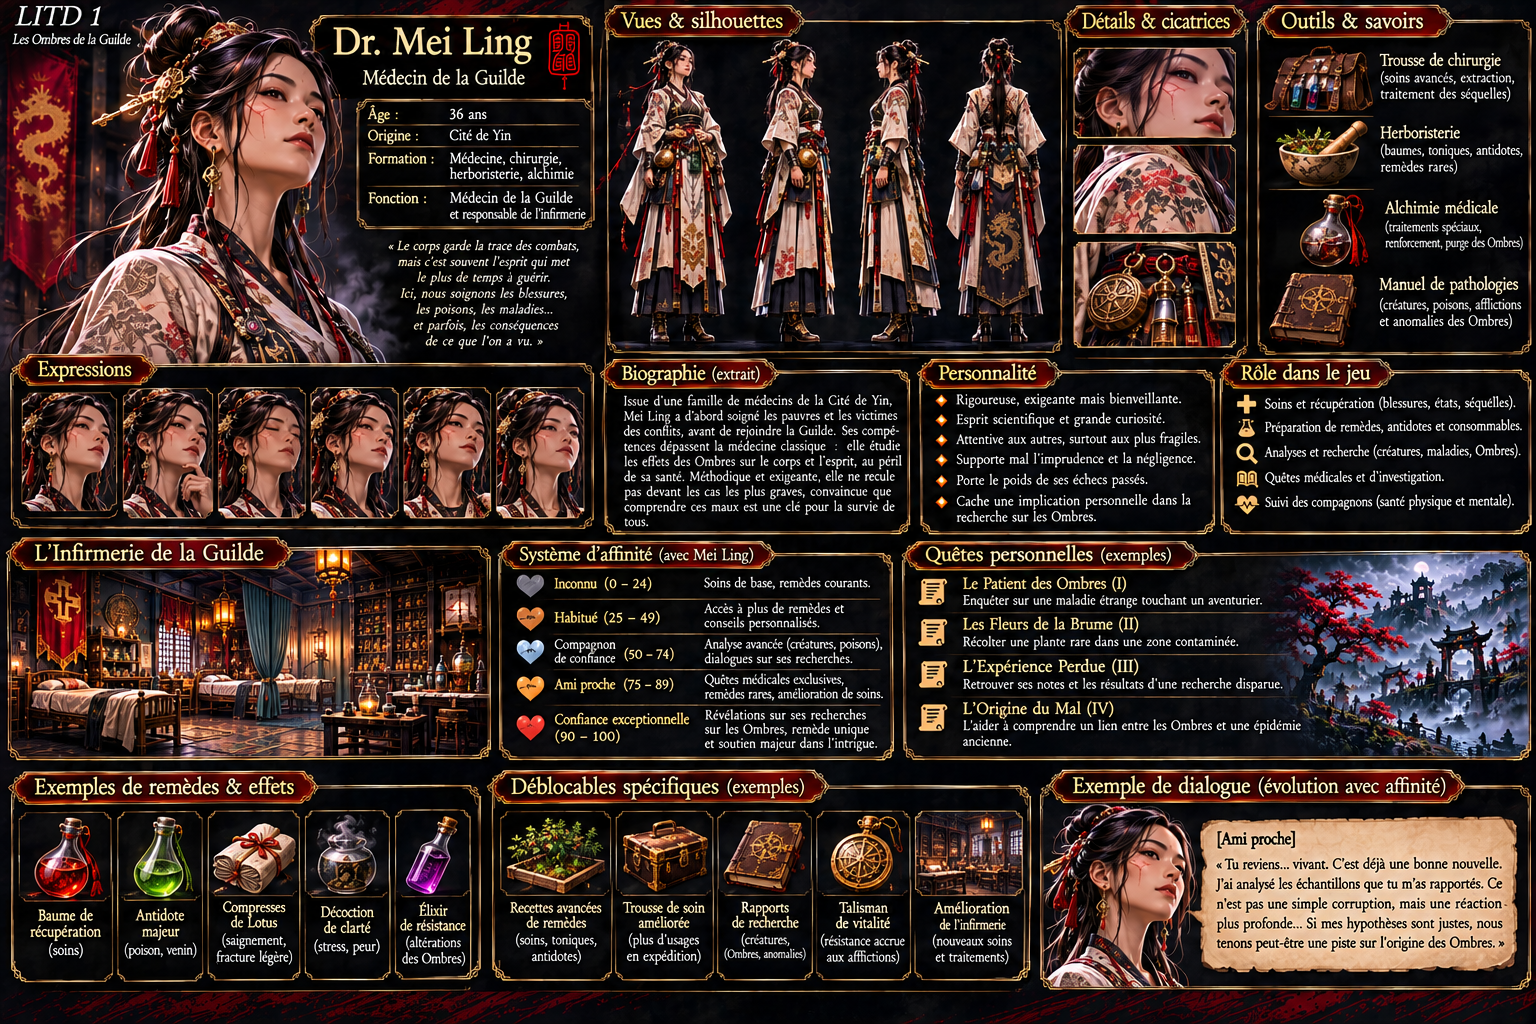 LITD 1
Les Ombres de la Guilde
Dr. Mei Ling
Médecin de la Guilde
Âge : 36 ans
Origine : Cité de Yin
Formation : Médecine, chirurgie,
herboristerie, alchimie
Fonction : Médecin de la Guilde
et responsable de l'infirmerie
« Le corps garde la trace des combats,
mais c'est souvent l'esprit qui met
le plus de temps à guérir.
Ici, nous soignons les blessures,
les poisons, les maladies...
et parfois, les conséquences
de ce que l'on a vu. »
Vues & silhouettes
Détails & cicatrices
Outils & savoirs
Trousse de chirurgie
(soins avancés, extraction,
traitement des séquelles)
Herboristerie
(baumes, toniques, antidotes,
remèdes rares)
Alchimie médicale
(traitements spéciaux,
renforcement, purge des Ombres)
Manuel de pathologies
(créatures, poisons, afflictions
et anomalies des Ombres)
Expressions
Biographie (extrait)
Issue d'une famille de médecins de la Cité de Yin,
Mei Ling a d'abord soigné les pauvres et les victimes
des conflits, avant de rejoindre la Guilde. Ses compé-
tences dépassent la médecine classique : elle étudie
les effets des Ombres sur le corps et l'esprit, au péril
de sa santé. Méthodique et exigeante, elle ne recule
pas devant les cas les plus graves, convaincue que
comprendre ces maux est une clé pour la survie de
tous.
Personnalité
Rigoureuse, exigeante mais bienveillante.
Esprit scientifique et grande curiosité.
Attentive aux autres, surtout aux plus fragiles.
Supporte mal l'imprudence et la négligence.
Porte le poids de ses échecs passés.
Cache une implication personnelle dans la
recherche sur les Ombres.
Rôle dans le jeu
Soins et récupération (blessures, états, séquelles).
Préparation de remèdes, antidotes et consommables.
Analyses et recherche (créatures, maladies, Ombres).
Quêtes médicales et d'investigation.
Suivi des compagnons (santé physique et mentale).
L'Infirmerie de la Guilde
Système d'affinité (avec Mei Ling)
Inconnu (0 – 24) Soins de base, remèdes courants.
Habitué (25 – 49) Accès à plus de remèdes et
conseils personnalisés.
Compagnon
de confiance (50 – 74) Analyse avancée (créatures, poisons),
dialogues sur ses recherches.
Ami proche (75 – 89) Quêtes médicales exclusives,
remèdes rares, amélioration de soins.
Confiance exceptionnelle
(90 – 100) Révélations sur ses recherches
sur les Ombres, remède unique
et soutien majeur dans l'intrigue.
Quêtes personnelles (exemples)
Le Patient des Ombres (I)
Enquêter sur une maladie étrange touchant un aventurier.
Les Fleurs de la Brume (II)
Récolter une plante rare dans une zone contaminée.
L'Expérience Perdue (III)
Retrouver ses notes et les résultats d'une recherche disparue.
L'Origine du Mal (IV)
L'aider à comprendre un lien entre les Ombres et une épidémie
ancienne.
Exemples de remèdes & effets
Baume de
récupération
(soins)
Antidote
majeur
(poison, venin)
Compresses
de Lotus
(saignement,
fracture légère)
Décoction
de clarté
(stress, peur)
Élixir
de résistance
(altérations
des Ombres)
Déblocables spécifiques (exemples)
Recettes avancées
de remèdes
(soins, toniques,
antidotes)
Trousse de soin
améliorée
(plus d'usages
en expédition)
Rapports
de recherche
(créatures,
Ombres, anomalies)
Talisman
de vitalité
(résistance accrue
aux afflictions)
Amélioration
de l'infirmerie
(nouveaux soins
et traitements)
Exemple de dialogue (évolution avec affinité)
[Ami proche]
« Tu reviens... vivant. C'est déjà une bonne nouvelle.
J'ai analysé les échantillons que tu m'as rapportés. Ce
n'est pas une simple corruption, mais une réaction
plus profonde... Si mes hypothèses sont justes, nous
tenons peut-être une piste sur l'origine des Ombres. »